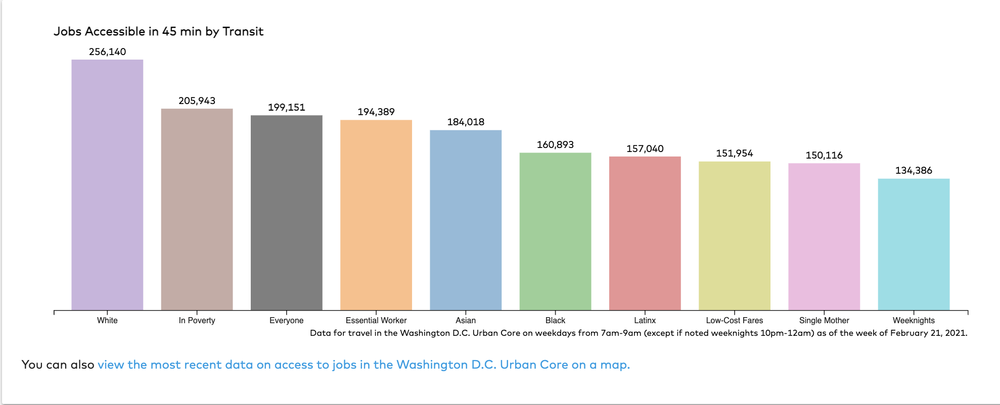 Jobs Accessible in 45 min by Transit
256,140
205,943
199,151
194,389
184,018
160,893
157,040
151,954
150,116
134,386
White
In Poverty
Everyone
Essential Worker
Asian
Black
Latinx
Low-Cost Fares
Single Mother
Weeknights
Data for travel in the Washington D.C. Urban Core on weekdays from 7am-9am (except if noted weeknights 10pm-12am) as of the week of February 21, 2021.
You can also view the most recent data on access to jobs in the Washington D.C. Urban Core on a map.